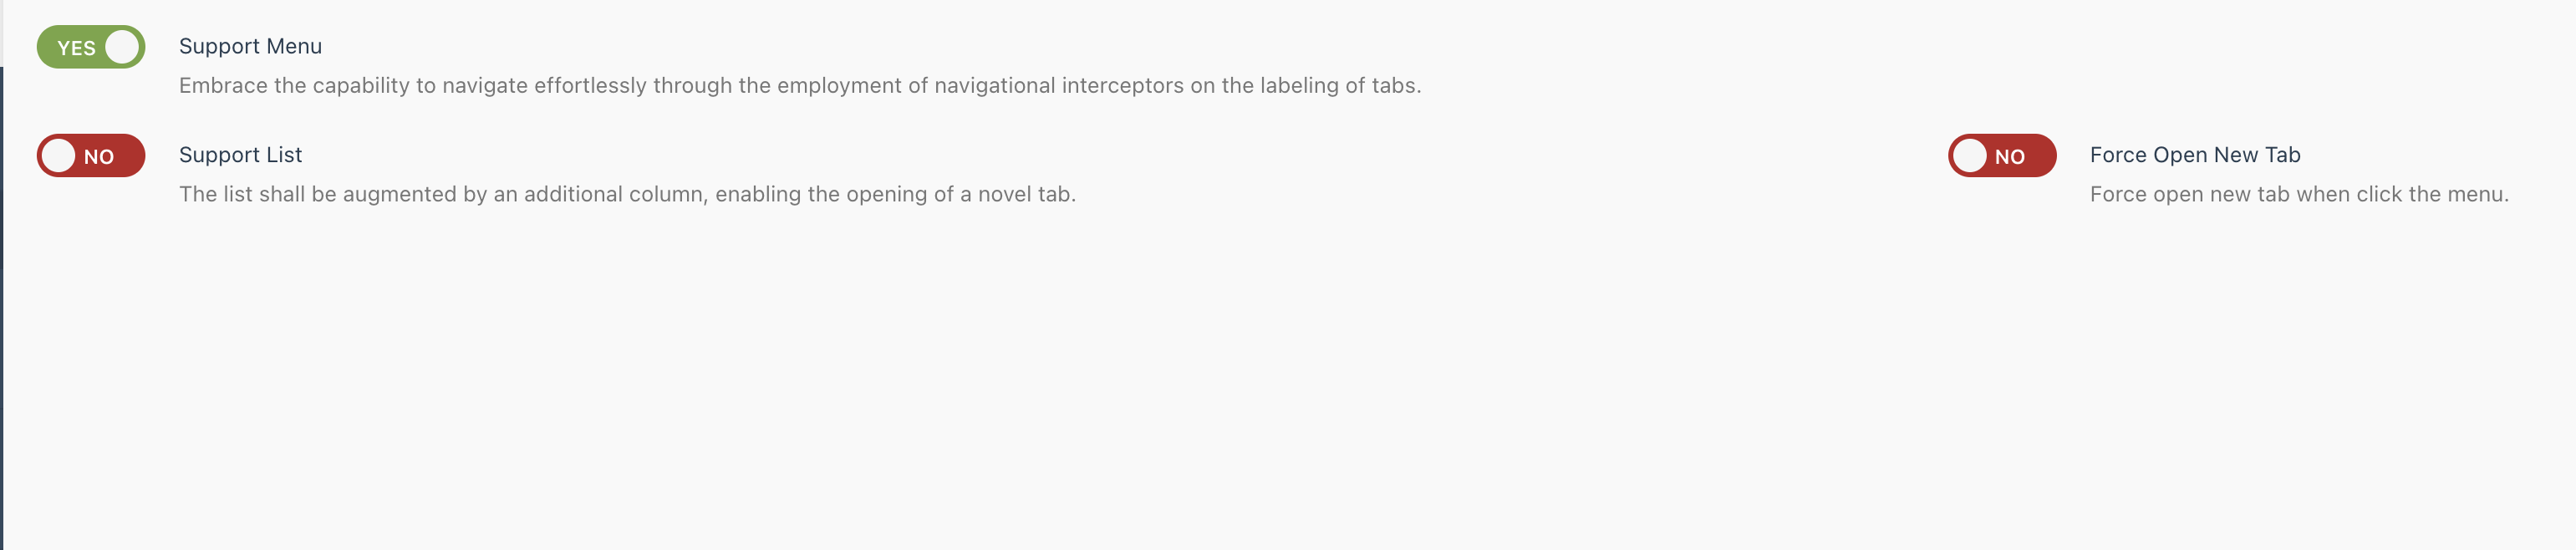 YES Support Menu
Embrace the capability to navigate effortlessly through the employment of navigational interceptors on the labeling of tabs.
NO Support List
The list shall be augmented by an additional column, enabling the opening of a novel tab.
NO Force Open New Tab
Force open new tab when click the menu.